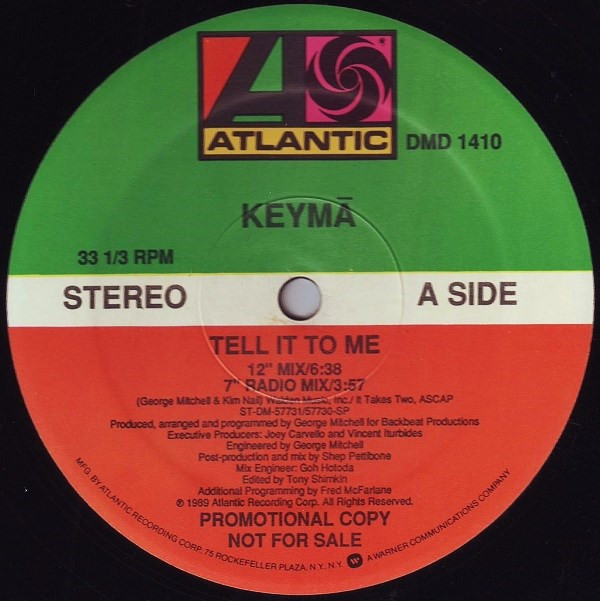 ATLANTIC
DMD 1410
KEYMĀ
33 1/3 RPM
STEREO
A SIDE
TELL IT TO ME
12" MIX/6:38
7" RADIO MIX/3:57
(George Mitchell & Kim Nail) Walden Music, Inc./ It Takes Two, ASCAP
ST-DM-57731/57730-SP
Produced, arranged and programmed by George Mitchell for Backbeat Productions
Executive Producers: Joey Carvello and Vincent Iturbides
Engineered by George Mitchell
Post-production and mix by Shep Pettibone
Mix Engineer: Goh Hotoda
Edited by Tony Shimkin
Additional Programming by Fred McFarlane
℗ 1989 Atlantic Recording Corp. All Rights Reserved.
PROMOTIONAL COPY
NOT FOR SALE
MFG. BY ATLANTIC RECORDING CORP. 75 ROCKEFELLER PLAZA, N.Y., N.Y. W A WARNER COMMUNICATIONS COMPANY